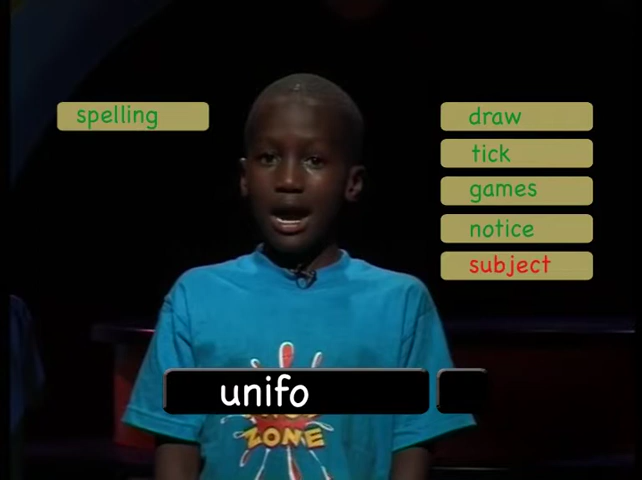 spelling
draw
tick
games
notice
subject
unifo
ZONE